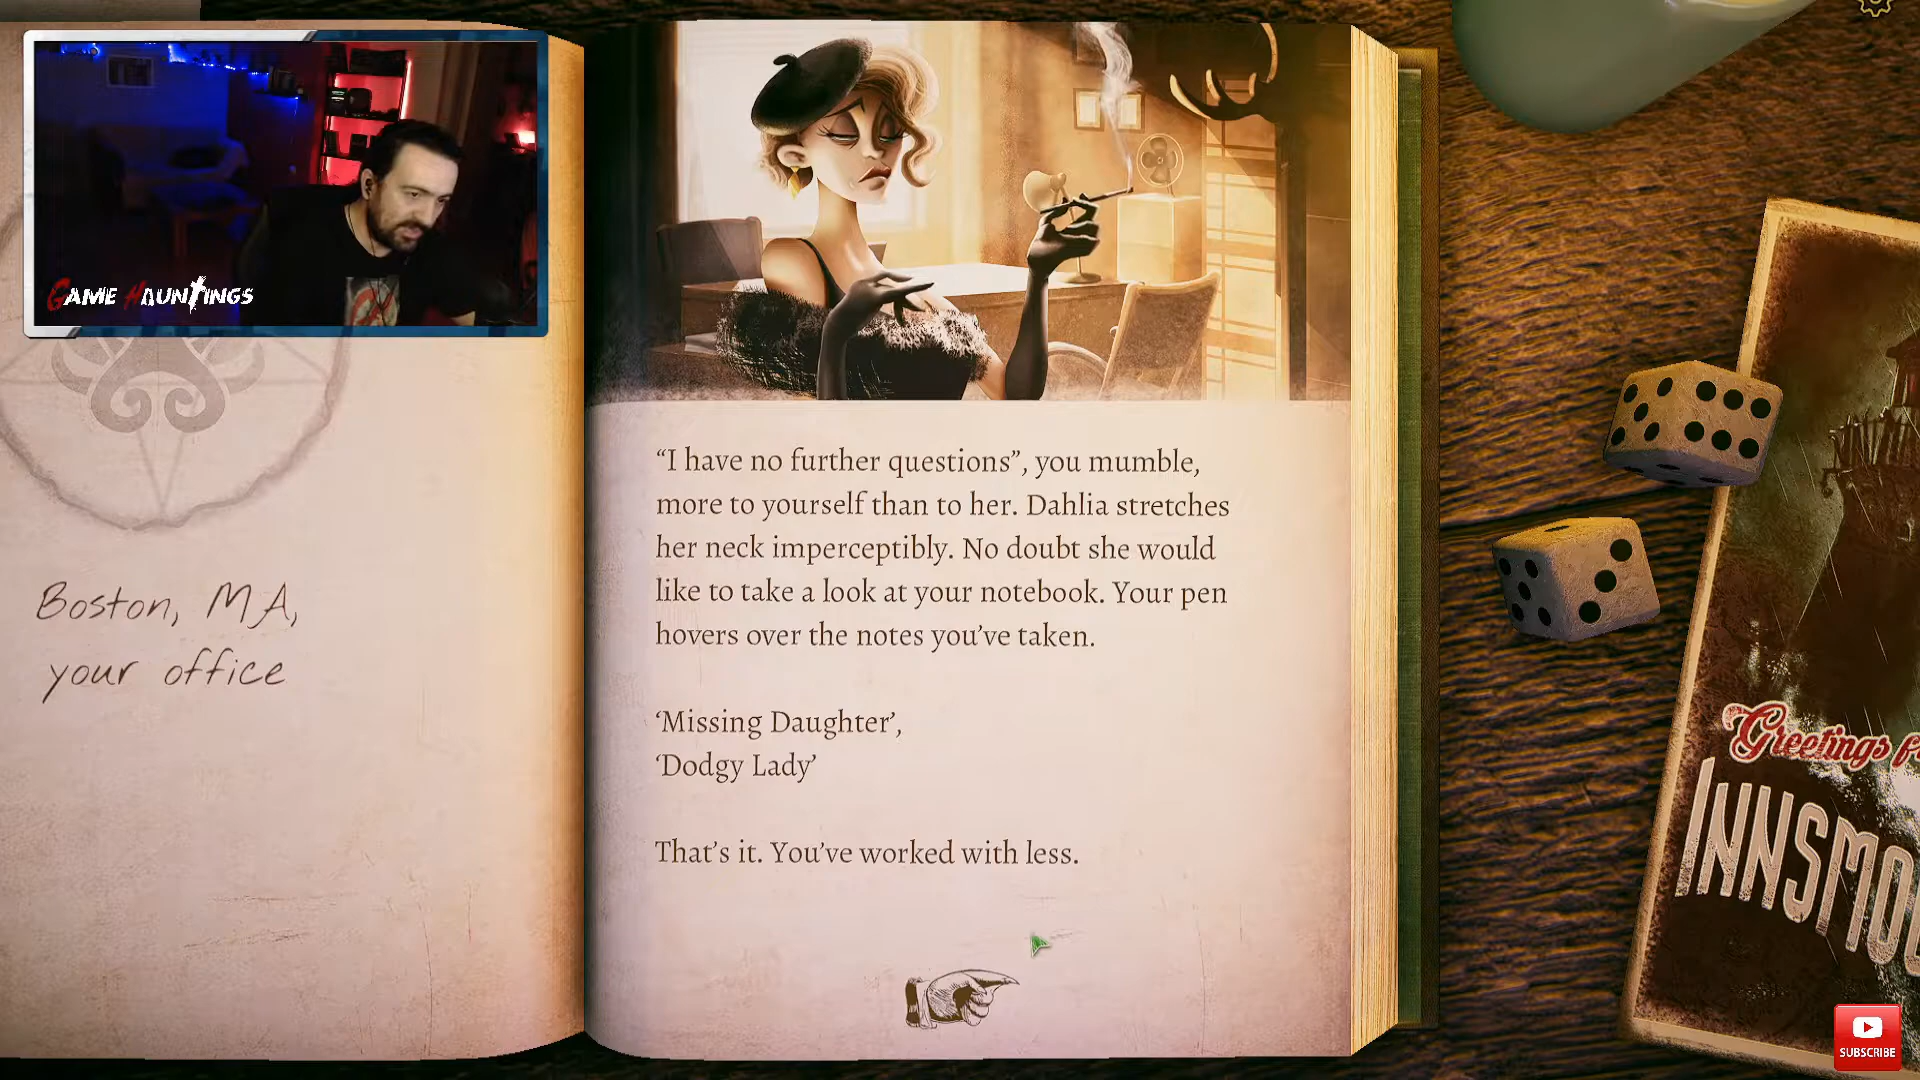 GAME HAUNTINGS
Boston, MA,
your office
“I have no further questions”, you mumble,
more to yourself than to her. Dahlia stretches
her neck imperceptibly. No doubt she would
like to take a look at your notebook. Your pen
hovers over the notes you’ve taken.
‘Missing Daughter’,
‘Dodgy Lady’
That’s it. You’ve worked with less.
Greetings f
INNSMO
SUBSCRIBE